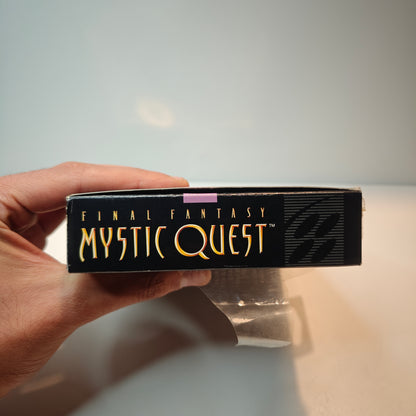 FINAL FANTASY
MYSTIC QUEST™